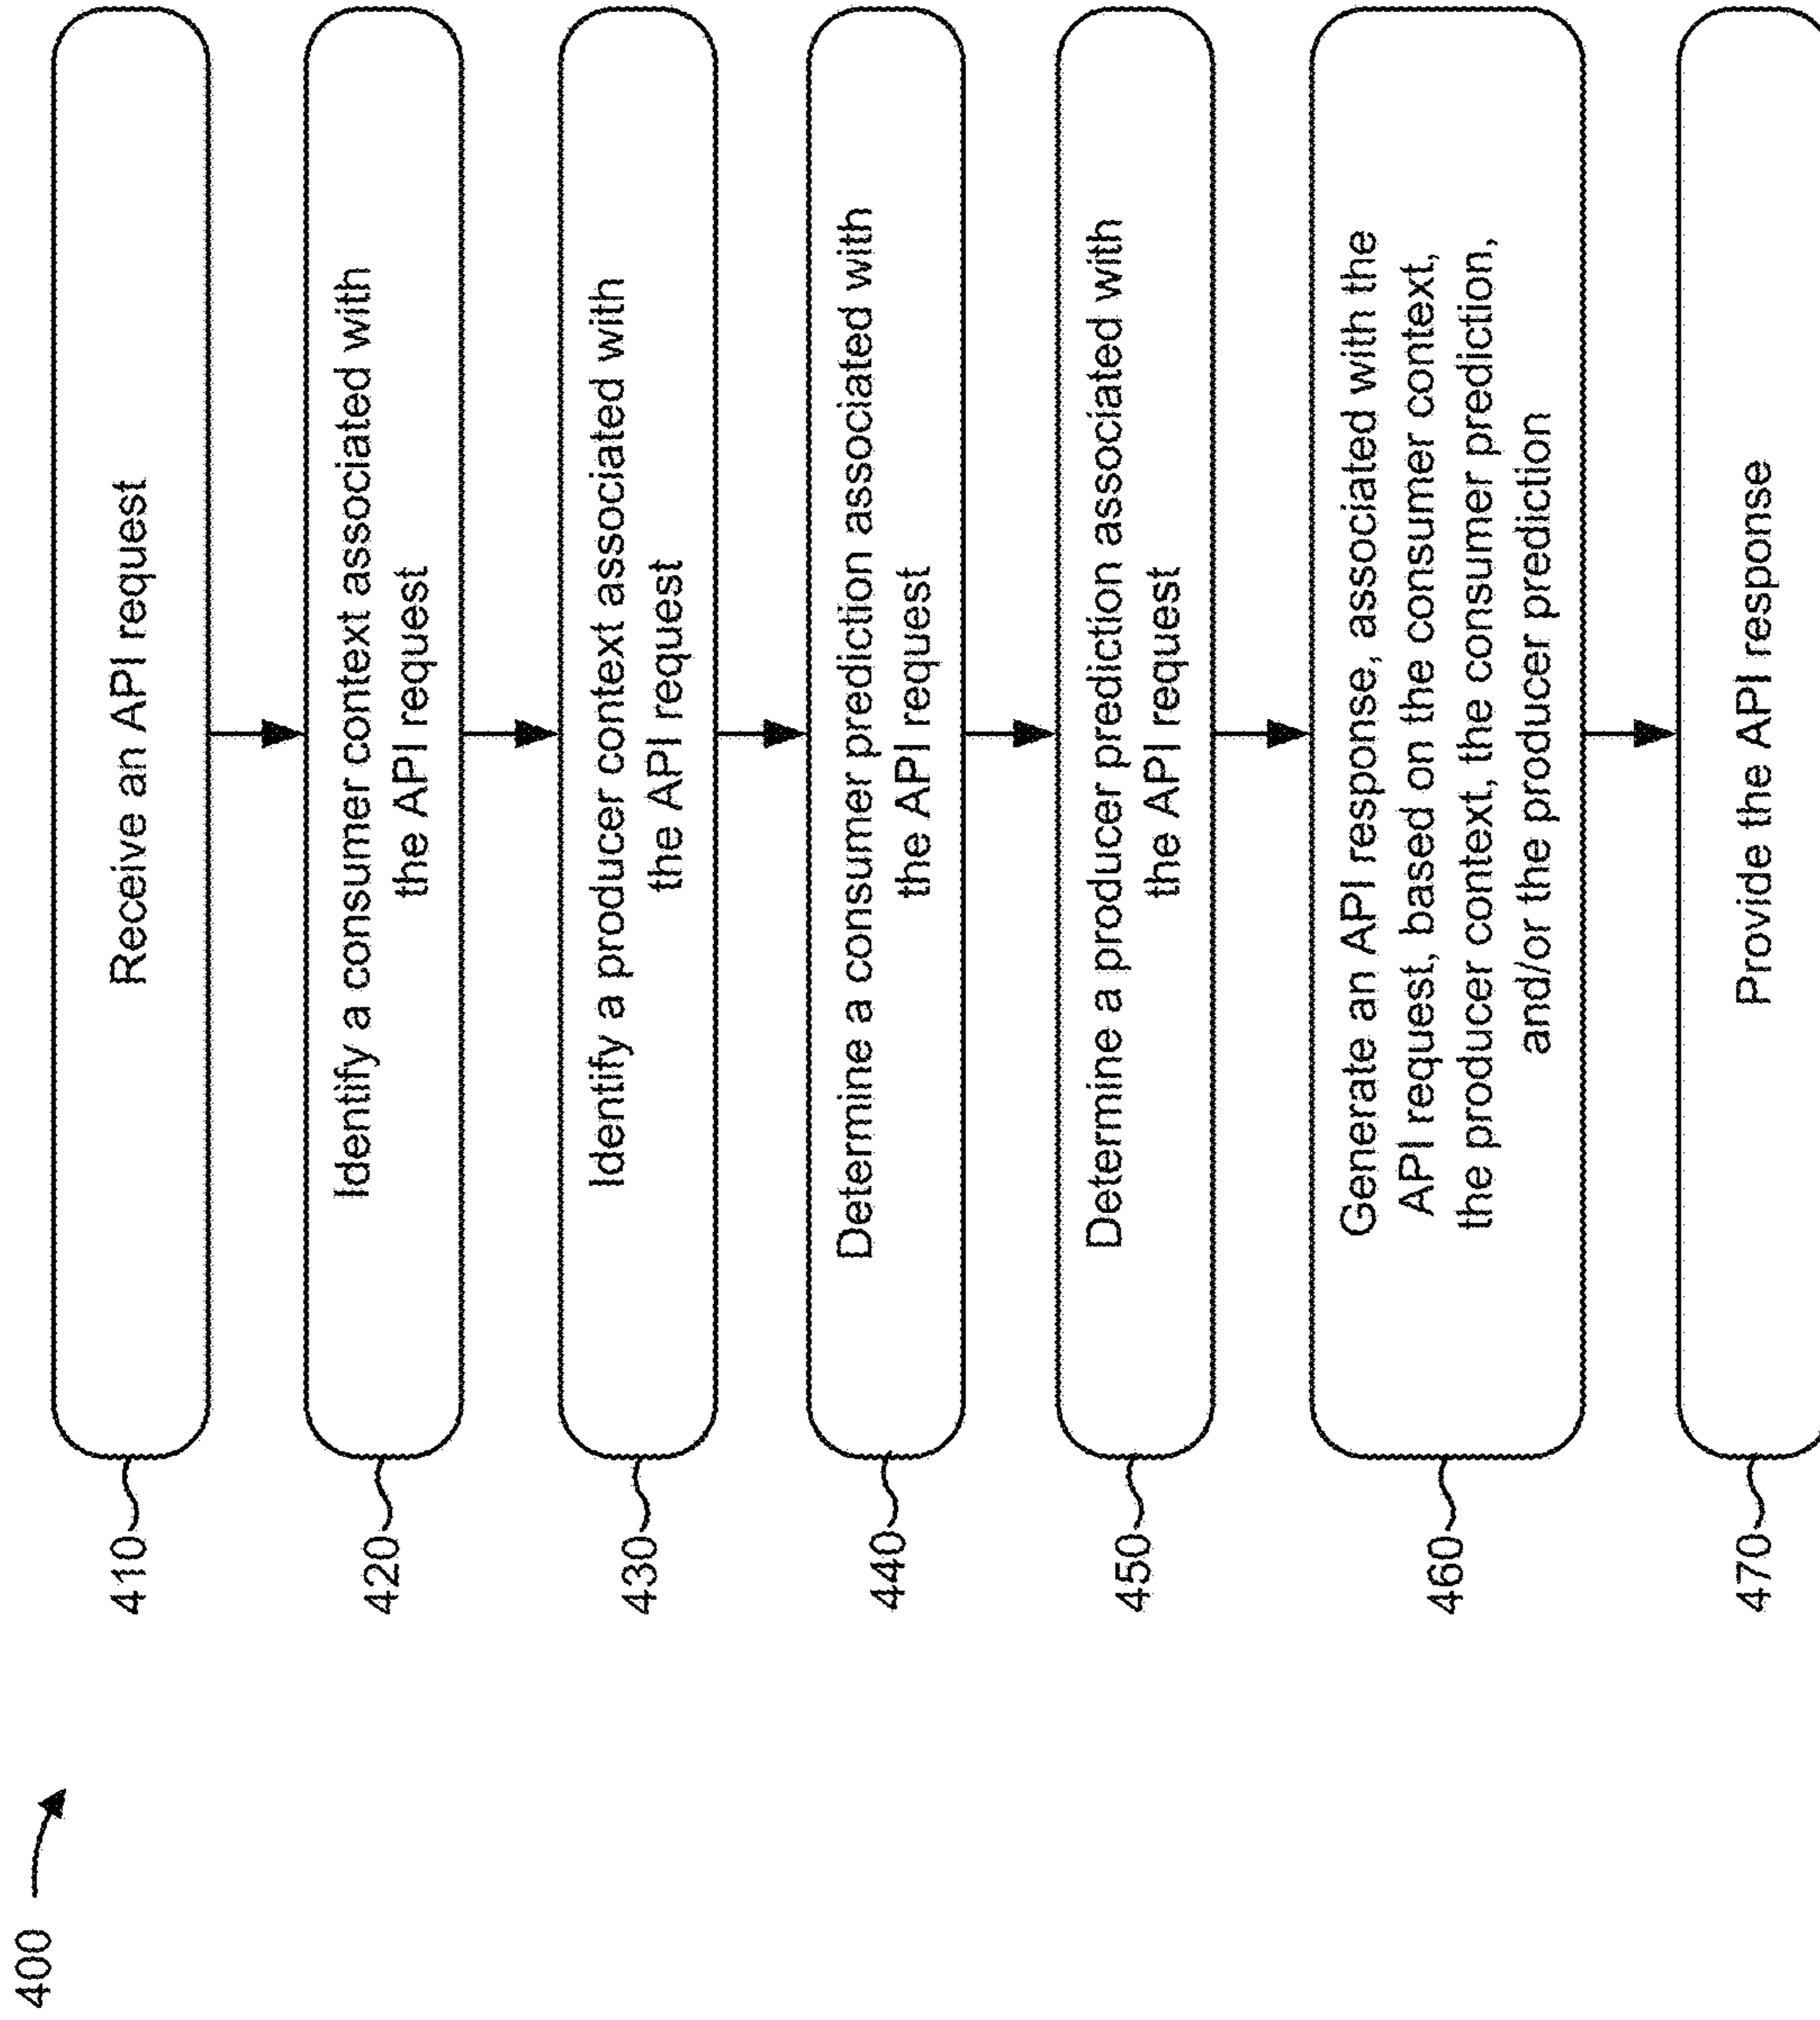 400
410
Receive an API request
420
Identify a consumer context associated with
the API request
430
Identify a producer context associated with
the API request
440
Determine a consumer prediction associated with
the API request
450
Determine a producer prediction associated with
the API request
460
Generate an API response, associated with the
API request, based on the consumer context,
the producer context, the consumer prediction,
and/or the producer prediction
470
Provide the API response